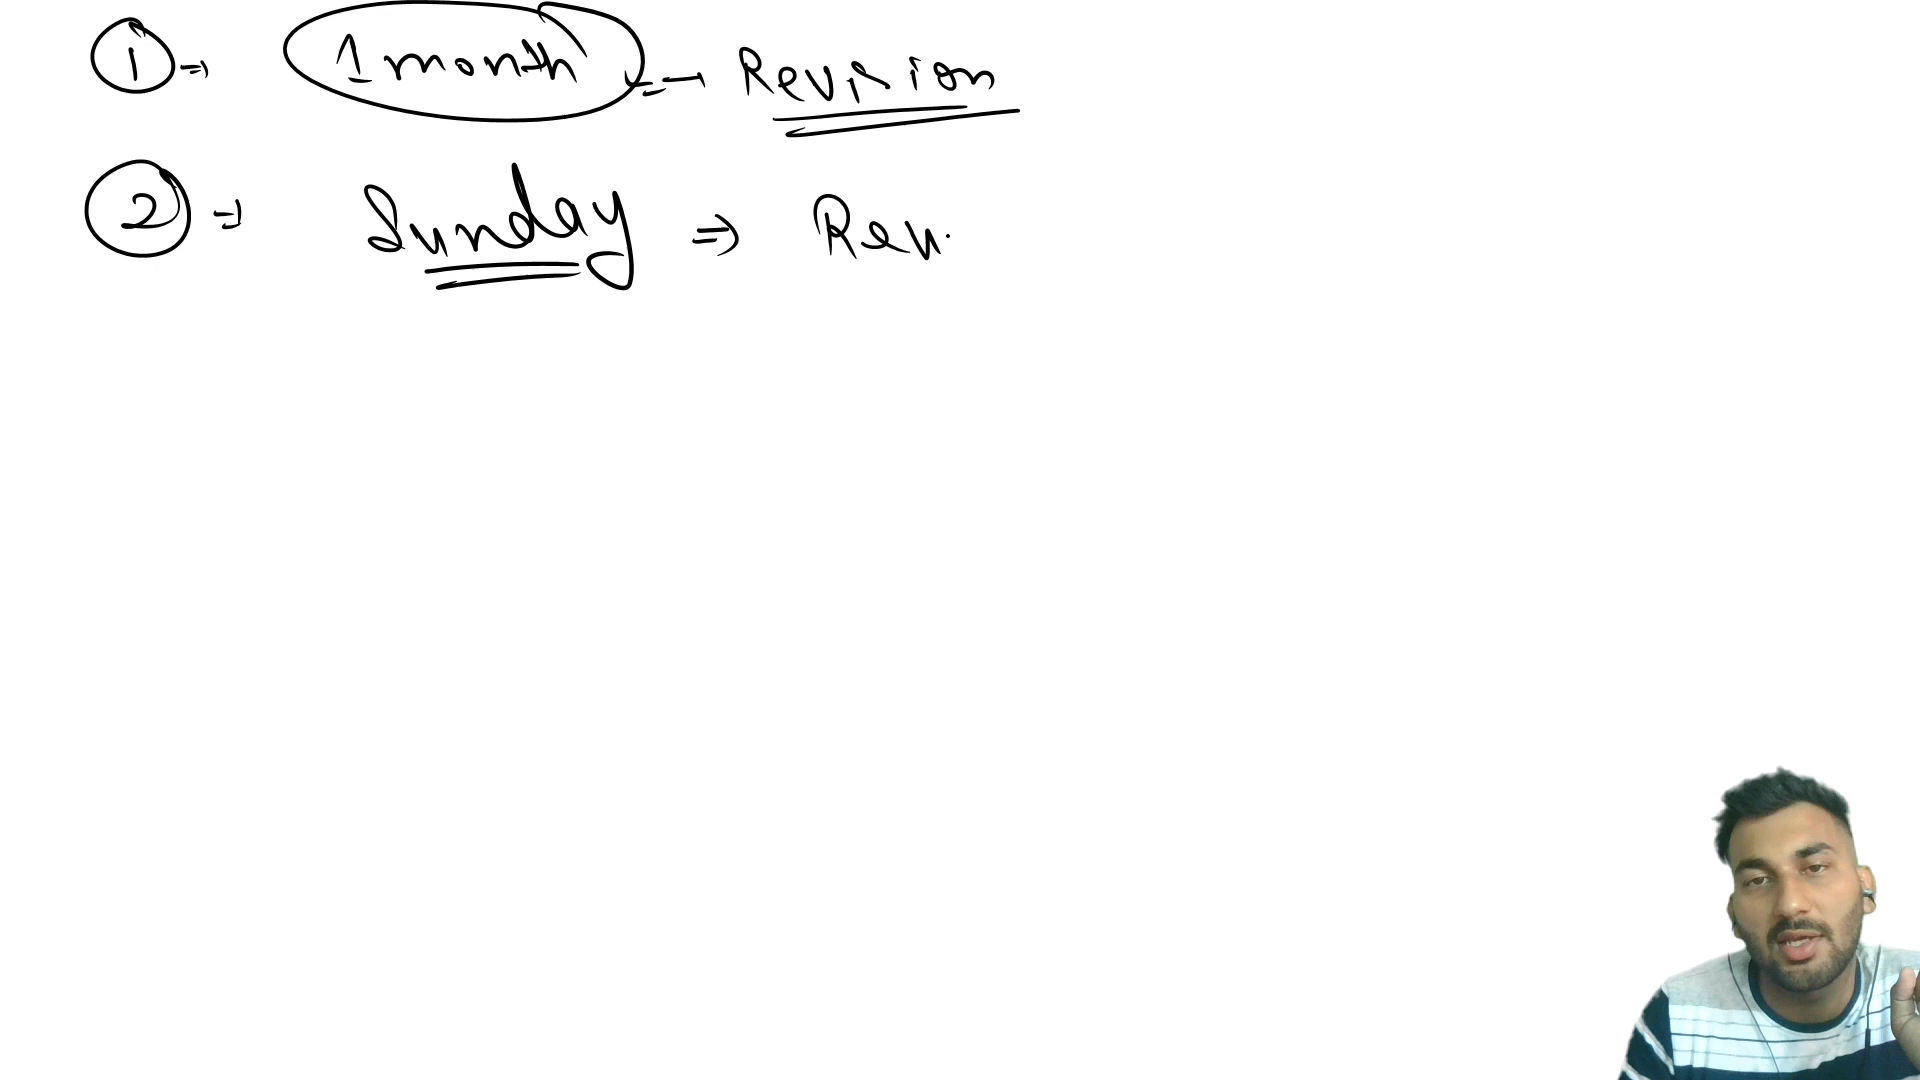 1 => 1 month => → Revision
2 => Sunday => Rev.